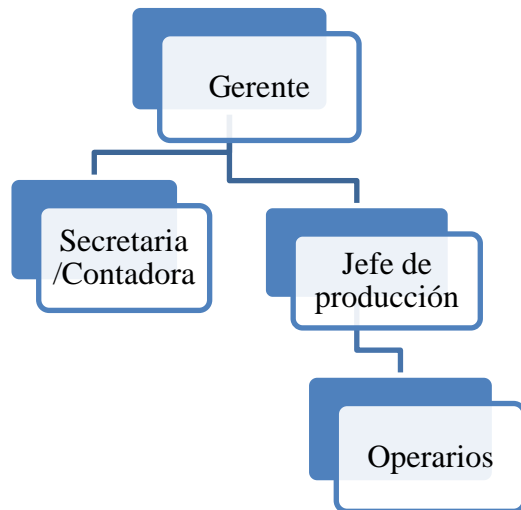 Gerente
Secretaria
/Contadora
Jefe de
producción
Operarios